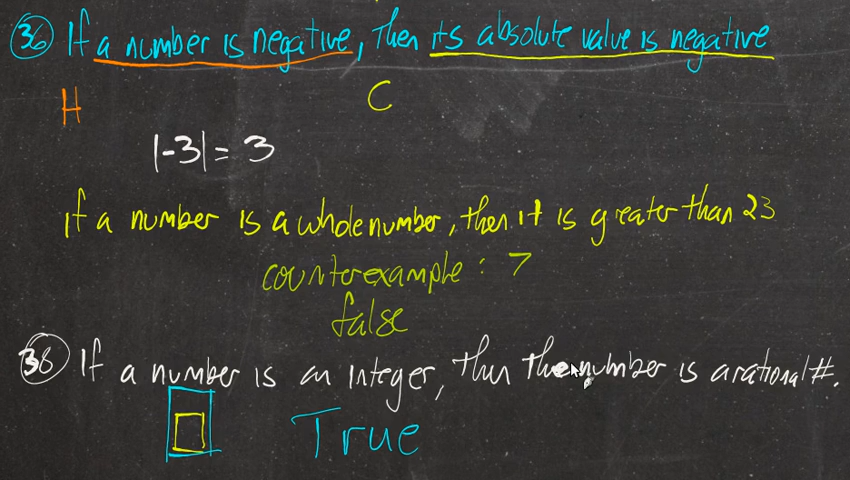 36 If a number is negative, then its absolute value is negative
H C
|-3| = 3
if a number is a whole number, then it is greater than 23
counterexample: 7
false
38 If a number is an integer, then the number is a rational #.
True